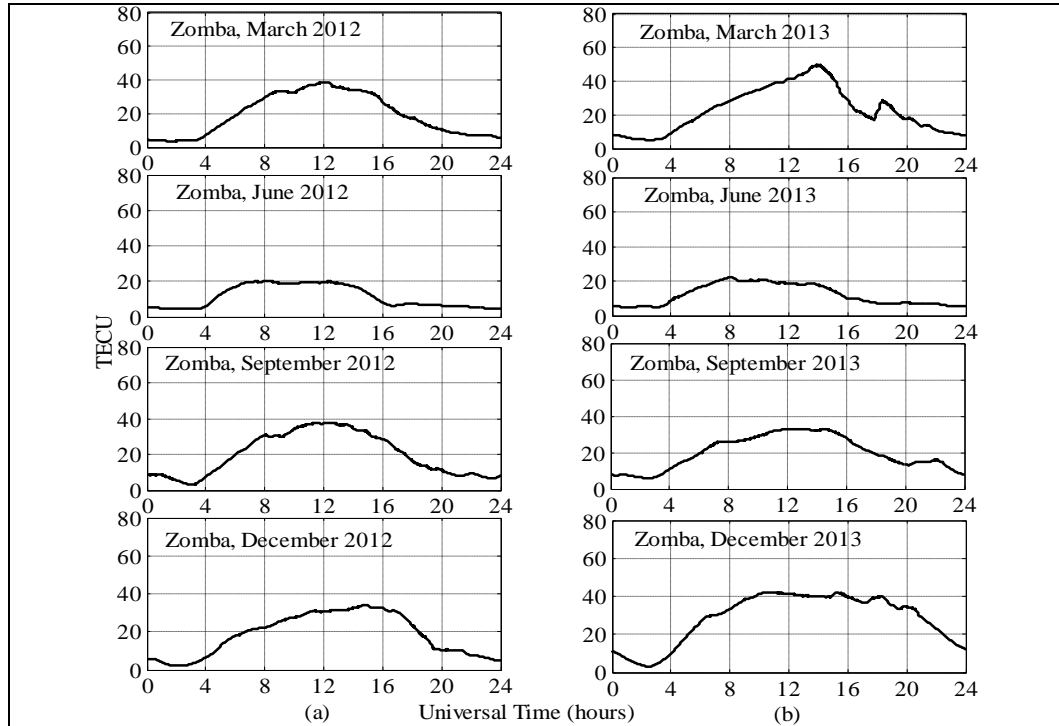 Zomba, March 2012
80
60
40
20
0
0 4 8 12 16 20 24
Zomba, March 2013
80
60
40
20
0
0 4 8 12 16 20 24
Zomba, June 2012
80
60
40
20
0
0 4 8 12 16 20 24
Zomba, June 2013
80
60
40
20
0
0 4 8 12 16 20 24
TECU
Zomba, September 2012
80
60
40
20
0
0 4 8 12 16 20 24
Zomba, September 2013
80
60
40
20
0
0 4 8 12 16 20 24
Zomba, December 2012
80
60
40
20
0
0 4 8 12 16 20 24
Zomba, December 2013
80
60
40
20
0
0 4 8 12 16 20 24
(a) Universal Time (hours) (b)